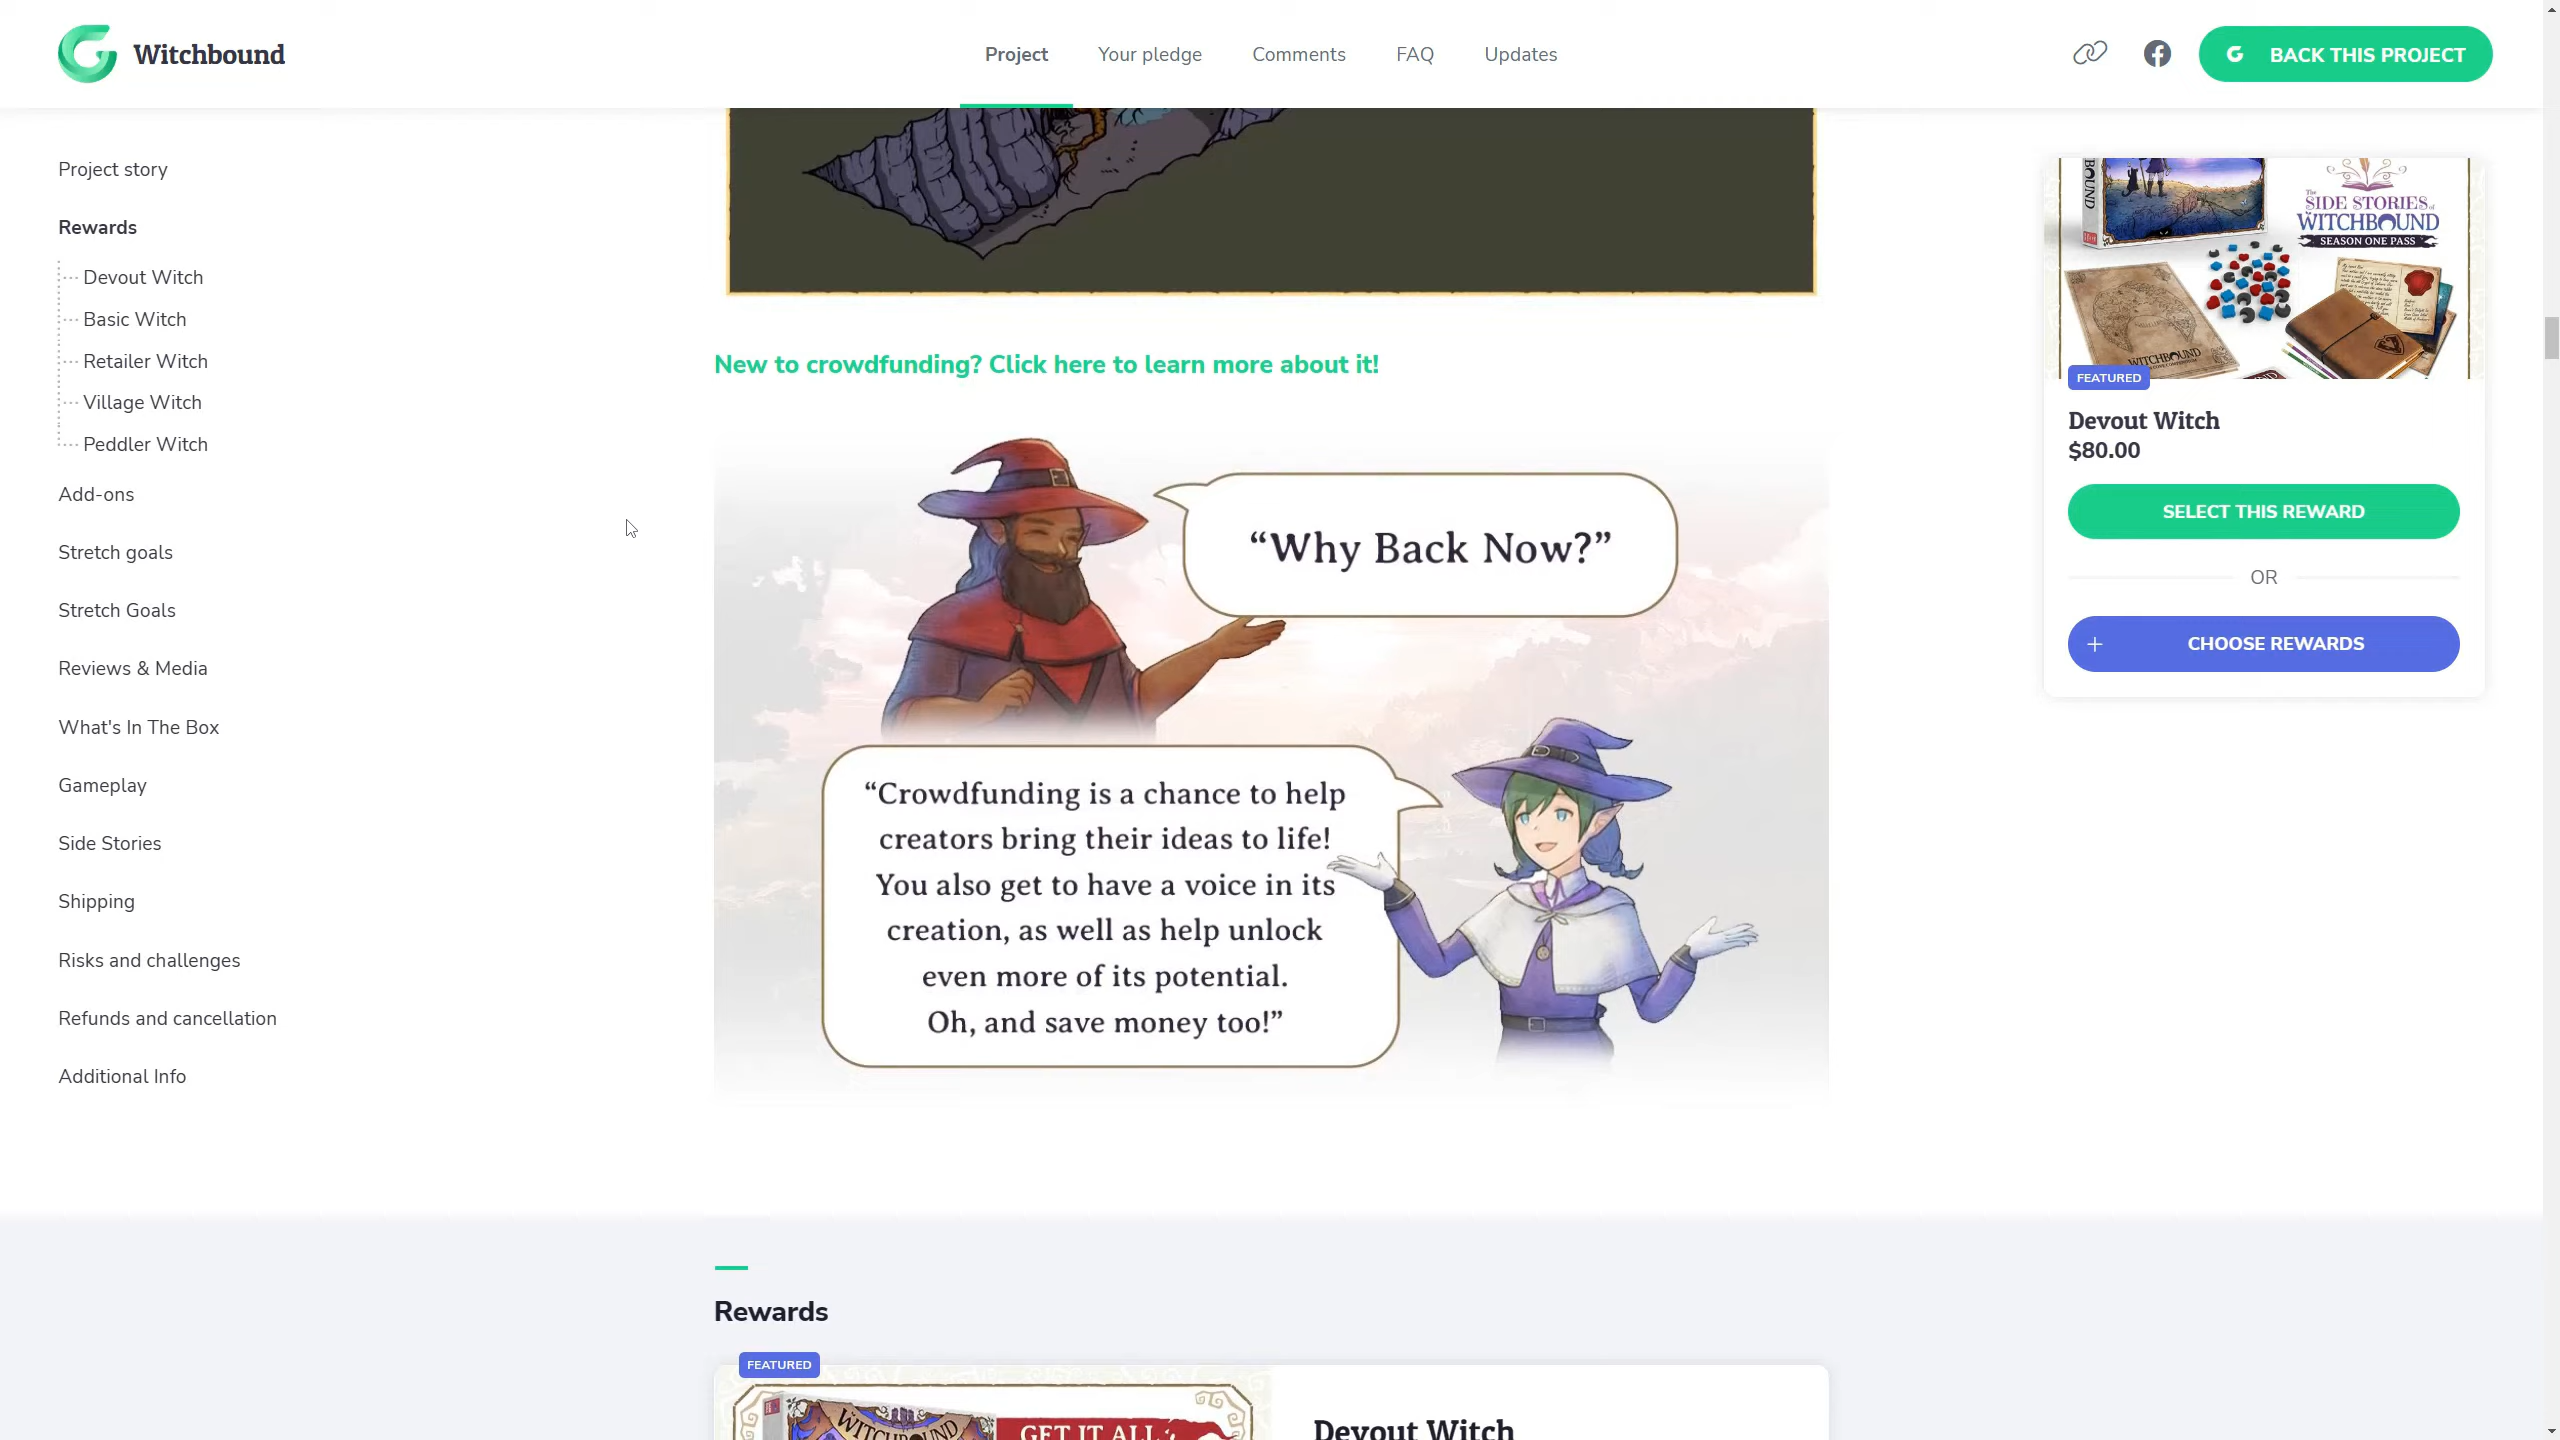 Witchbound
Project
Your pledge
Comments
FAQ
Updates
BACK THIS PROJECT
Project story
Rewards
Devout Witch
Basic Witch
Retailer Witch
Village Witch
Peddler Witch
Add-ons
Stretch goals
Stretch Goals
Reviews & Media
What's In The Box
Gameplay
Side Stories
Shipping
Risks and challenges
Refunds and cancellation
Additional Info
New to crowdfunding? Click here to learn more about it!
“Why Back Now?”
“Crowdfunding is a chance to help
creators bring their ideas to life!
You also get to have a voice in its
creation, as well as help unlock
even more of its potential.
Oh, and save money too!”
BOUND
The
SIDE STORIES of
WITCHBOUND
SEASON ONE PASS
WITCHBOUND
FEATURED
Devout Witch
$80.00
SELECT THIS REWARD
OR
+ CHOOSE REWARDS
Rewards
FEATURED
WITCHBOUND
GET IT ALL
Devout Witch